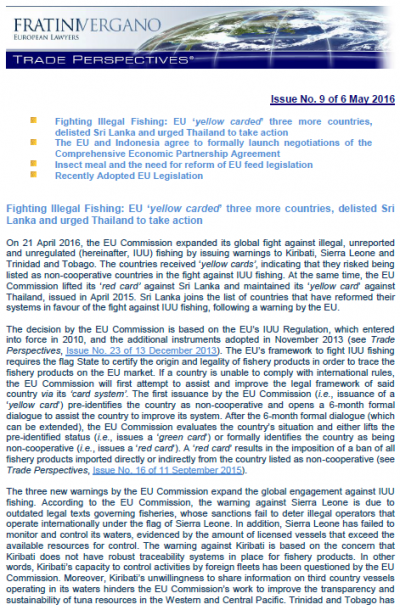 FRATINIVERGANO
EUROPEAN LAWYERS
TRADE PERSPECTIVES®
Issue No. 9 of 6 May 2016
Fighting Illegal Fishing: EU ‘yellow carded’ three more countries,
delisted Sri Lanka and urged Thailand to take action
The EU and Indonesia agree to formally launch negotiations of the
Comprehensive Economic Partnership Agreement
Insect meal and the need for reform of EU feed legislation
Recently Adopted EU Legislation
Fighting Illegal Fishing: EU ‘yellow carded’ three more countries, delisted Sri
Lanka and urged Thailand to take action
On 21 April 2016, the EU Commission expanded its global fight against illegal, unreported
and unregulated (hereinafter, IUU) fishing by issuing warnings to Kiribati, Sierra Leone and
Trinidad and Tobago. The countries received ‘yellow cards’, indicating that they risked being
listed as non-cooperative countries in the fight against IUU fishing. At the same time, the EU
Commission lifted its ‘red card’ against Sri Lanka and maintained its ‘yellow card’ against
Thailand, issued in April 2015. Sri Lanka joins the list of countries that have reformed their
systems in favour of the fight against IUU fishing, following a warning by the EU.
The decision by the EU Commission is based on the EU's IUU Regulation, which entered
into force in 2010, and the additional instruments adopted in November 2013 (see Trade
Perspectives, Issue No. 23 of 13 December 2013). The EU's framework to fight IUU fishing
requires the flag State to certify the origin and legality of fishery products in order to trace the
fishery products on the EU market. If a country is unable to comply with international rules,
the EU Commission will first attempt to assist and improve the legal framework of said
country via its ‘card system’. The first issuance by the EU Commission (i.e., issuance of a
‘yellow card’) pre-identifies the country as non-cooperative and opens a 6-month formal
dialogue to assist the country to improve its system. After the 6-month formal dialogue (which
can be extended), the EU Commission evaluates the country's situation and either lifts the
pre-identified status (i.e., issues a ‘green card’) or formally identifies the country as being
non-cooperative (i.e., issues a ‘red card’). A ‘red card’ results in the imposition of a ban of all
fishery products imported directly or indirectly from the country listed as non-cooperative (see
Trade Perspectives, Issue No. 16 of 11 September 2015).
The three new warnings by the EU Commission expand the global engagement against IUU
fishing. According to the EU Commission, the warning against Sierra Leone is due to
outdated legal texts governing fisheries, whose sanctions fail to deter illegal operators that
operate internationally under the flag of Sierra Leone. In addition, Sierra Leone has failed to
monitor and control its waters, evidenced by the amount of licensed vessels that exceed the
available resources for control. The warning against Kiribati is based on the concern that
Kiribati does not have robust traceability systems in place for fishery products. In other
words, Kiribati's capacity to control activities by foreign fleets has been questioned by the EU
Commission. Moreover, Kiribati's unwillingness to share information on third country vessels
operating in its waters hinders the EU Commission's work to improve the transparency and
sustainability of tuna resources in the Western and Central Pacific. Trinidad and Tobago has